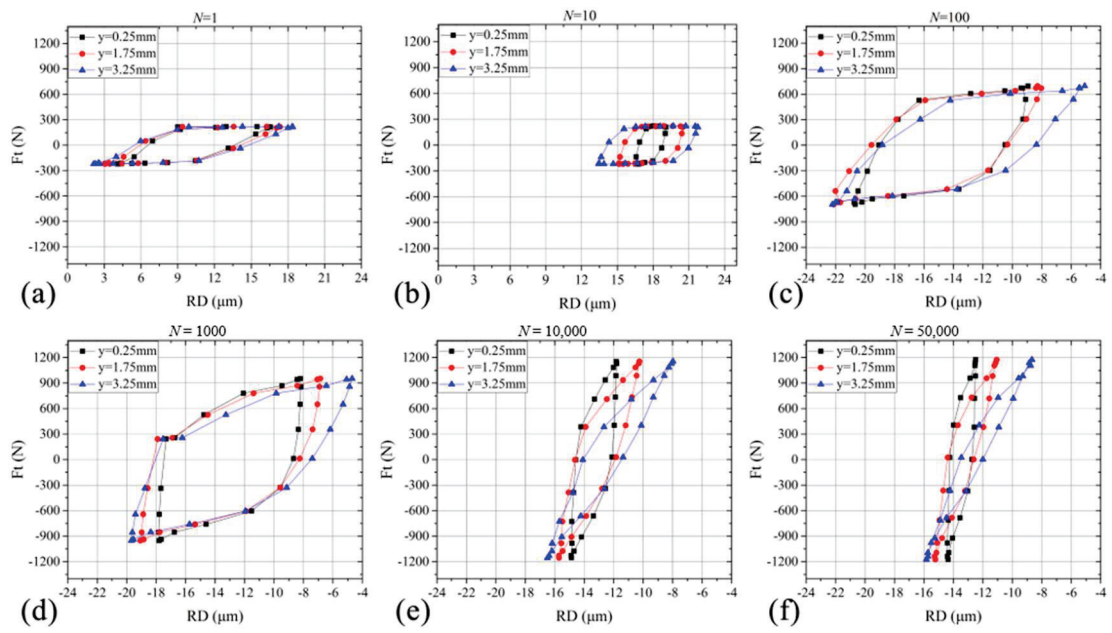 N=1
N=10
N=100
y=0.25mm
y=1.75mm
y=3.25mm
y=0.25mm
y=1.75mm
y=3.25mm
y=0.25mm
y=1.75mm
y=3.25mm
Ft (N)
1200
900
600
300
0
-300
-600
-900
-1200
Ft (N)
1200
900
600
300
0
-300
-600
-900
-1200
Ft (N)
1200
900
600
300
0
-300
-600
-900
-1200
0 3 6 9 12 15 18 21 24
0 3 6 9 12 15 18 21 24
-24 -22 -20 -18 -16 -14 -12 -10 -8 -6 -4
(a) RD (μm)
(b) RD (μm)
(c) RD (μm)
N = 1000
N = 10,000
N = 50,000
y=0.25mm
y=1.75mm
y=3.25mm
y=0.25mm
y=1.75mm
y=3.25mm
y=0.25mm
y=1.75mm
y=3.25mm
Ft (N)
1200
900
600
300
0
-300
-600
-900
-1200
Ft (N)
1200
900
600
300
0
-300
-600
-900
-1200
Ft (N)
1200
900
600
300
0
-300
-600
-900
-1200
-24 -22 -20 -18 -16 -14 -12 -10 -8 -6 -4
-24 -22 -20 -18 -16 -14 -12 -10 -8 -6 -4
-24 -22 -20 -18 -16 -14 -12 -10 -8 -6 -4
(d) RD (μm)
(e) RD (μm)
(f) RD (μm)